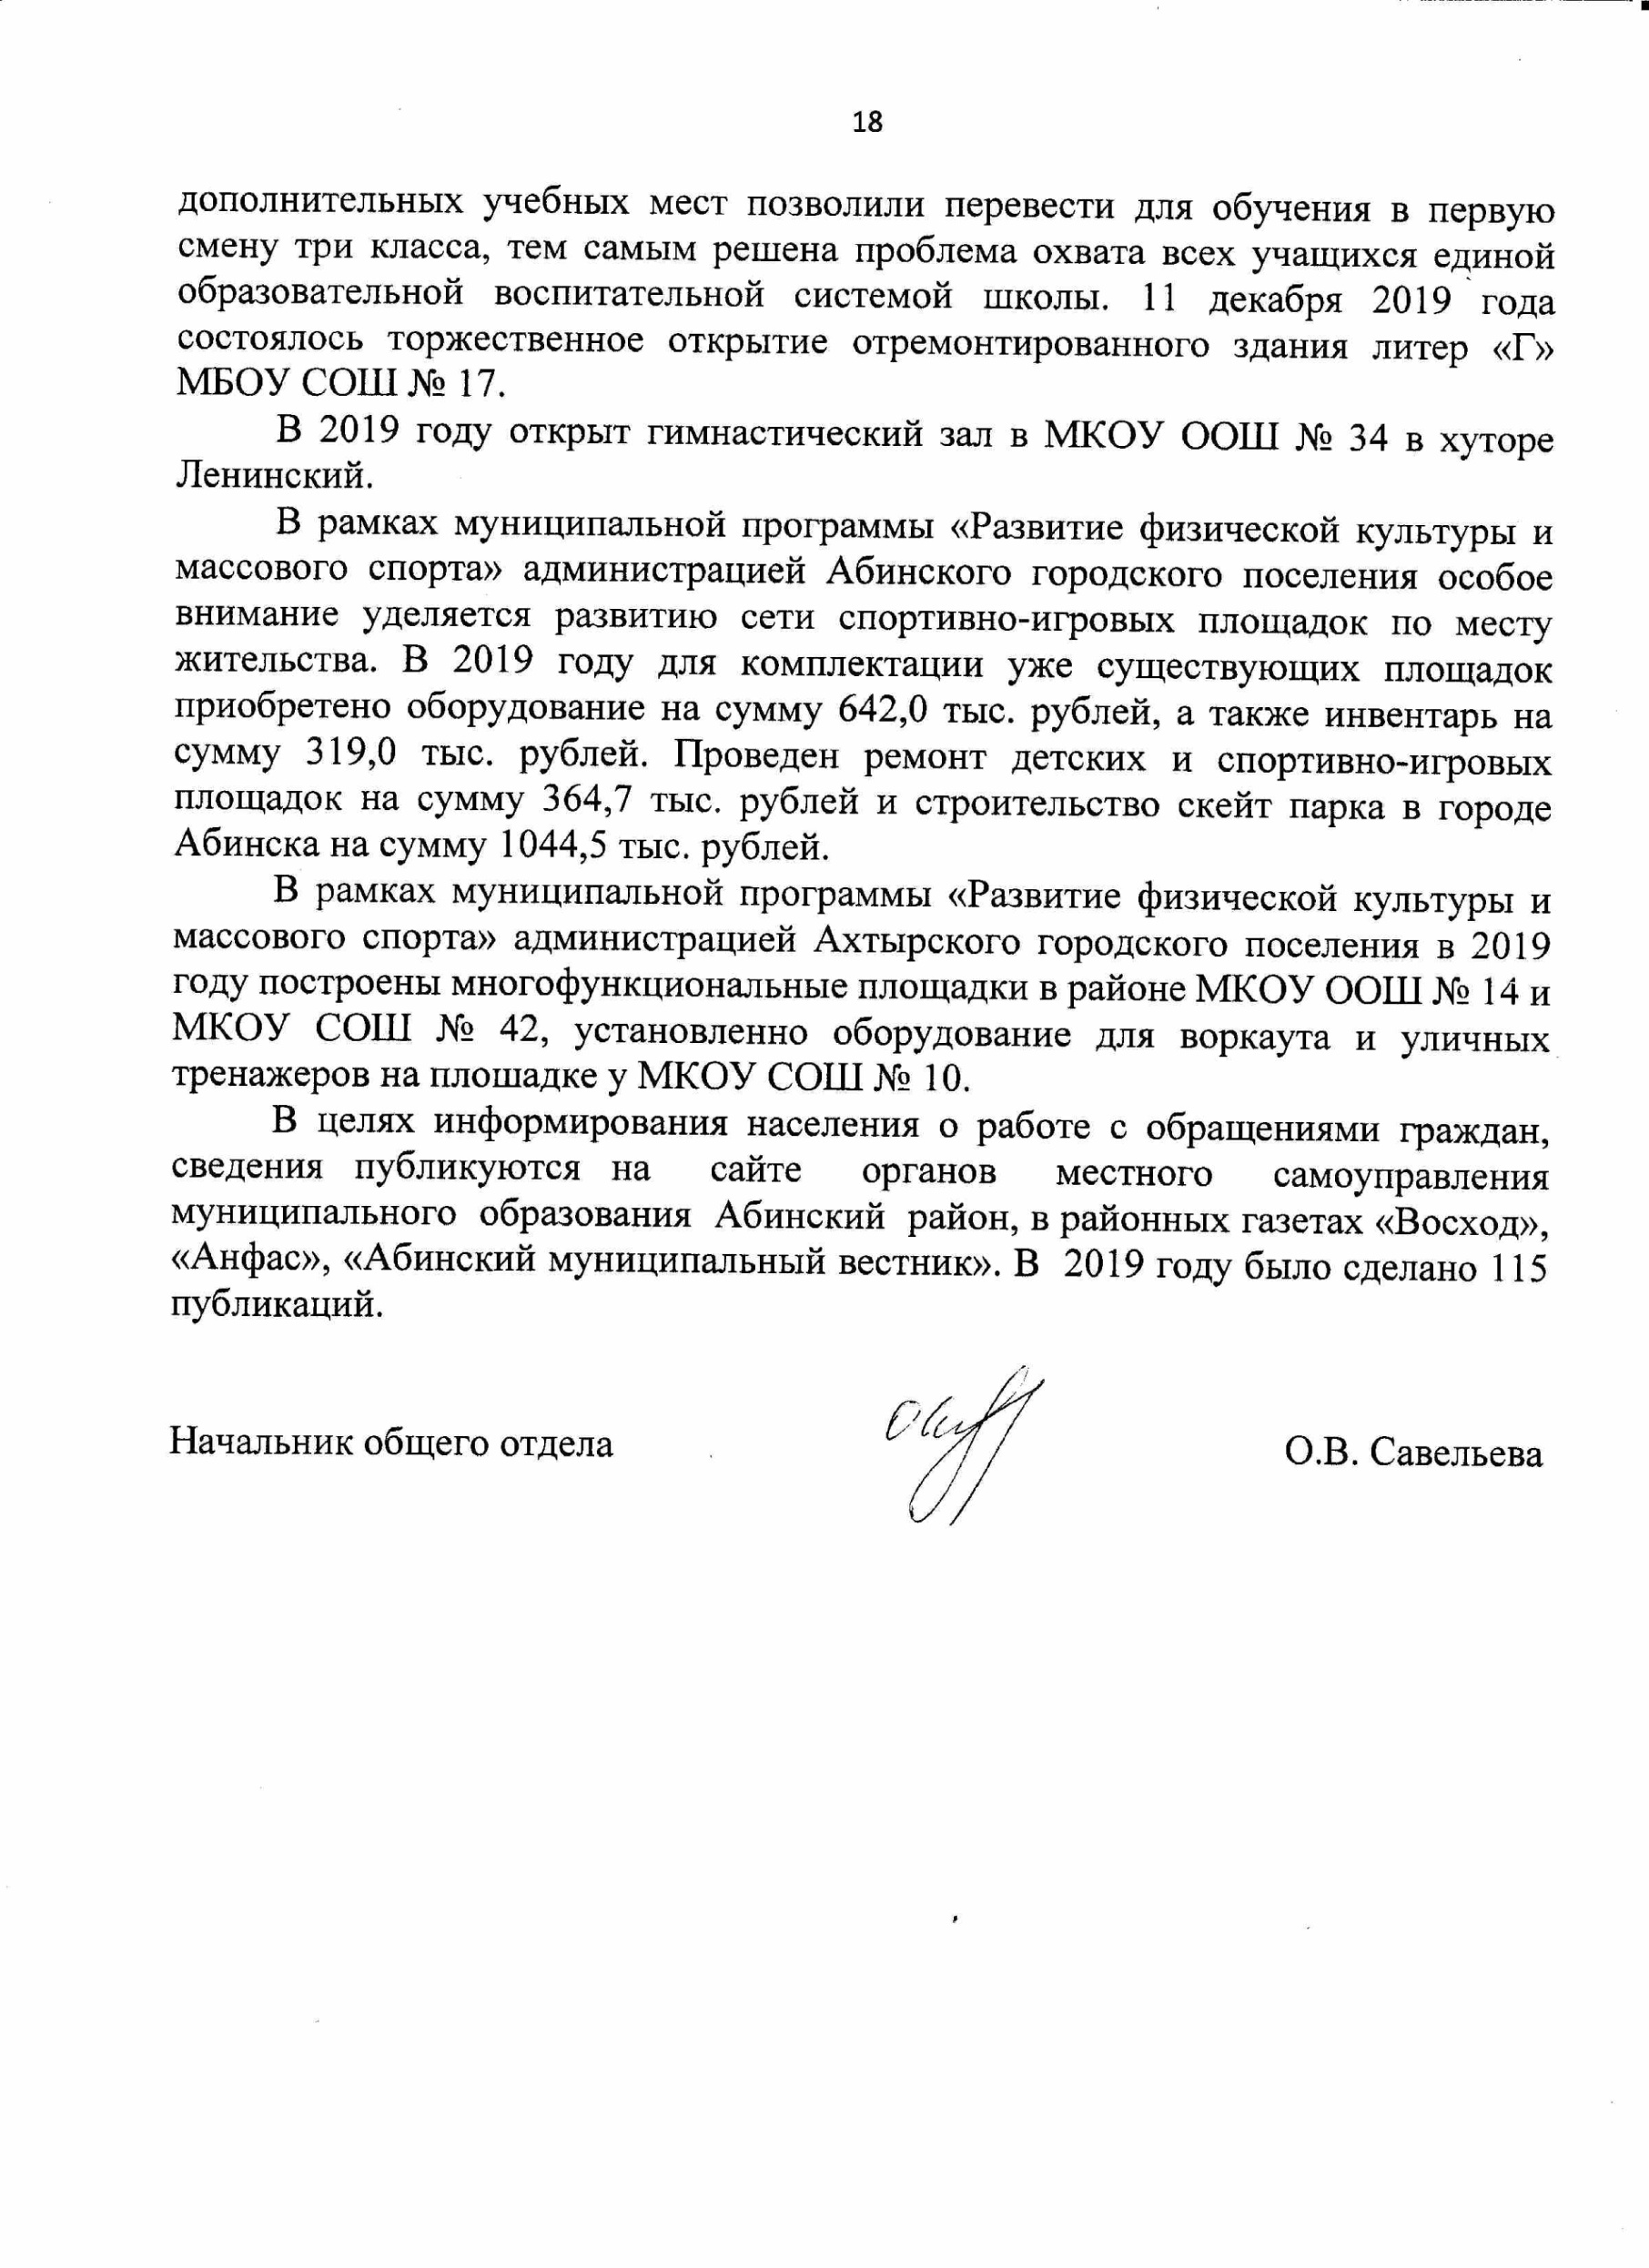 18
дополнительных учебных мест позволили перевести для обучения в первую
смену три класса, тем самым решена проблема охвата всех учащихся единой
образовательной воспитательной системой школы. 11 декабря 2019 года
состоялось торжественное открытие отремонтированного здания литер «Г»
МБОУ СОШ № 17.
В 2019 году открыт гимнастический зал в МКОУ ООШ № 34 в хуторе
Ленинский.
В рамках муниципальной программы «Развитие физической культуры и
массового спорта» администрацией Абинского городского поселения особое
внимание уделяется развитию сети спортивно-игровых площадок по месту
жительства. В 2019 году для комплектации уже существующих площадок
приобретено оборудование на сумму 642,0 тыс. рублей, а также инвентарь на
сумму 319,0 тыс. рублей. Проведен ремонт детских и спортивно-игровых
площадок на сумму 364,7 тыс. рублей и строительство скейт парка в городе
Абинска на сумму 1044,5 тыс. рублей.
В рамках муниципальной программы «Развитие физической культуры и
массового спорта» администрацией Ахтырского городского поселения в 2019
году построены многофункциональные площадки в районе МКОУ ООШ № 14 и
МКОУ СОШ № 42, установленно оборудование для воркаута и уличных
тренажеров на плошадке у МКОУ СОШ № 10.
В целях информирования населения о работе с обращениями граждан,
сведения публикуются на сайте органов местного самоуправления
муниципального образования Абинский район, в районных газетах «Восход»,
«Анфас», «Абинский муниципальный вестник». В 2019 году было сделано 115
публикаций.
Начальник общего отдела О.В. Савельева